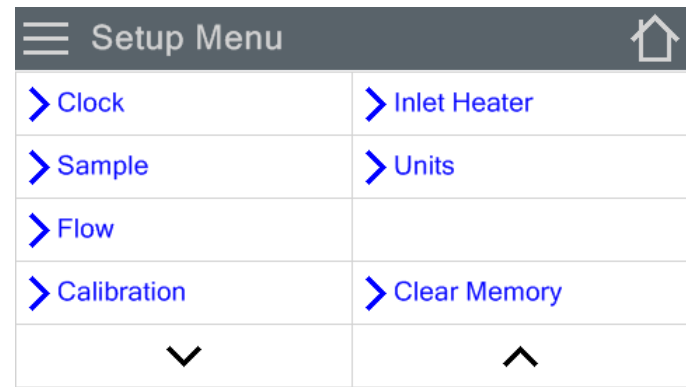 Setup Menu
Clock
Inlet Heater
Sample
Units
Flow
Calibration
Clear Memory